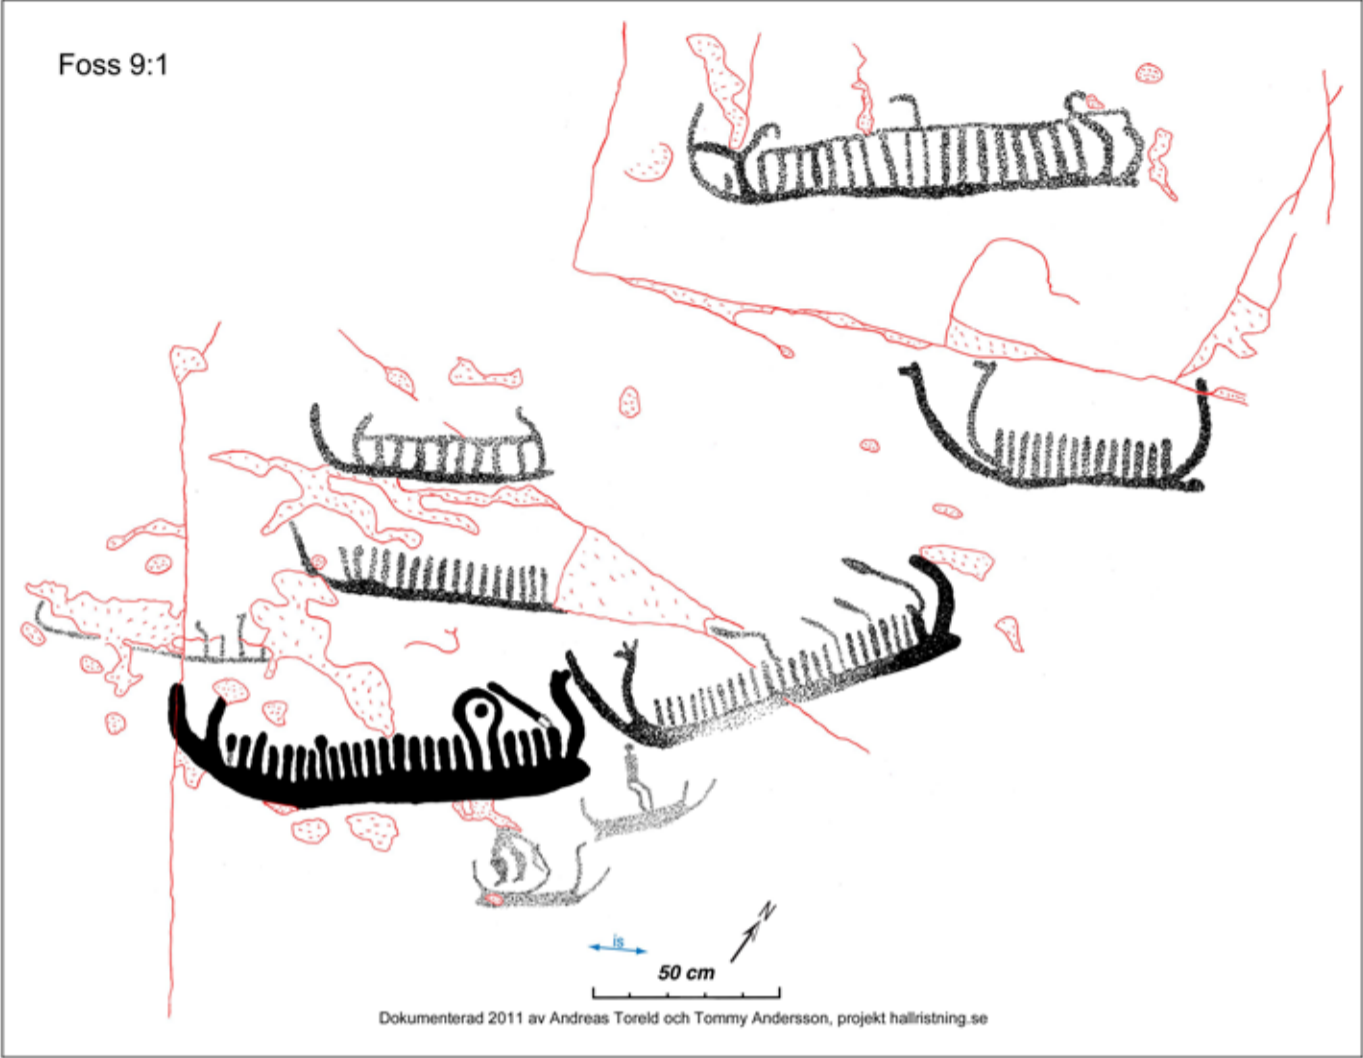 Foss 9:1
N
is
50 cm
Dokumenterad 2011 av Andreas Toreld och Tommy Andersson, projekt hallristning.se